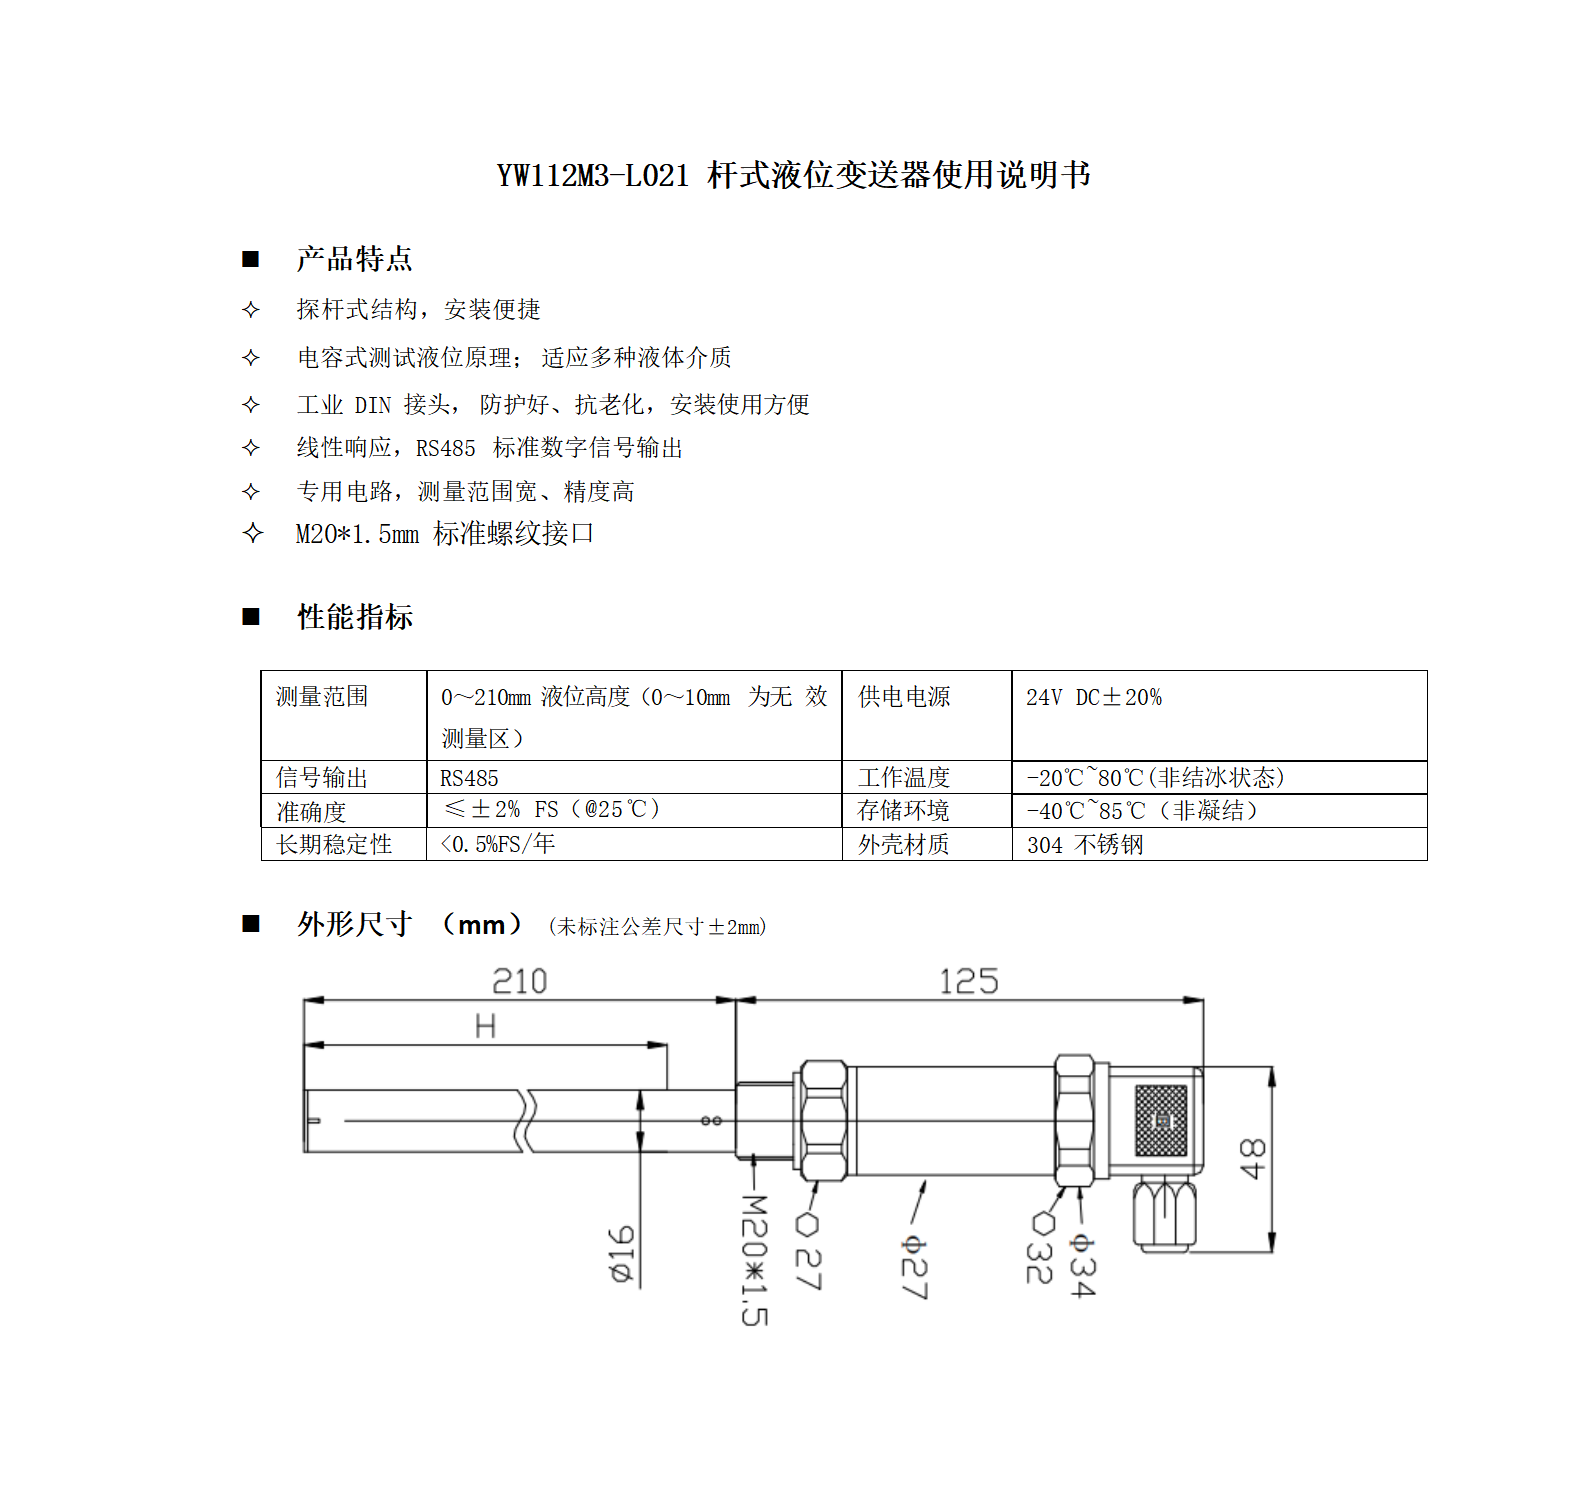 YW112M3-L021 杆式液位变送器使用说明书
■ 产品特点
✧ 探杆式结构，安装便捷
✧ 电容式测试液位原理； 适应多种液体介质
✧ 工业 DIN 接头， 防护好、抗老化，安装使用方便
✧ 线性响应，RS485 标准数字信号输出
✧ 专用电路，测量范围宽、精度高
✧ M20*1.5mm 标准螺纹接口
■ 性能指标
测量范围 0～210mm 液位高度（0～10mm 为无 效 供电电源 24V DC±20%
测量区）
信号输出 RS485 工作温度 -20℃~80℃(非结冰状态)
准确度 ≤±2% FS（@25℃) 存储环境 -40℃~85℃（非凝结）
长期稳定性 <0.5%FS/年 外壳材质 304 不锈钢
■ 外形尺寸 （mm） (未标注公差尺寸±2mm)
210 125
H
48
ϕ16
M20*1.5
⬡27
Φ27
⬡32
Φ34